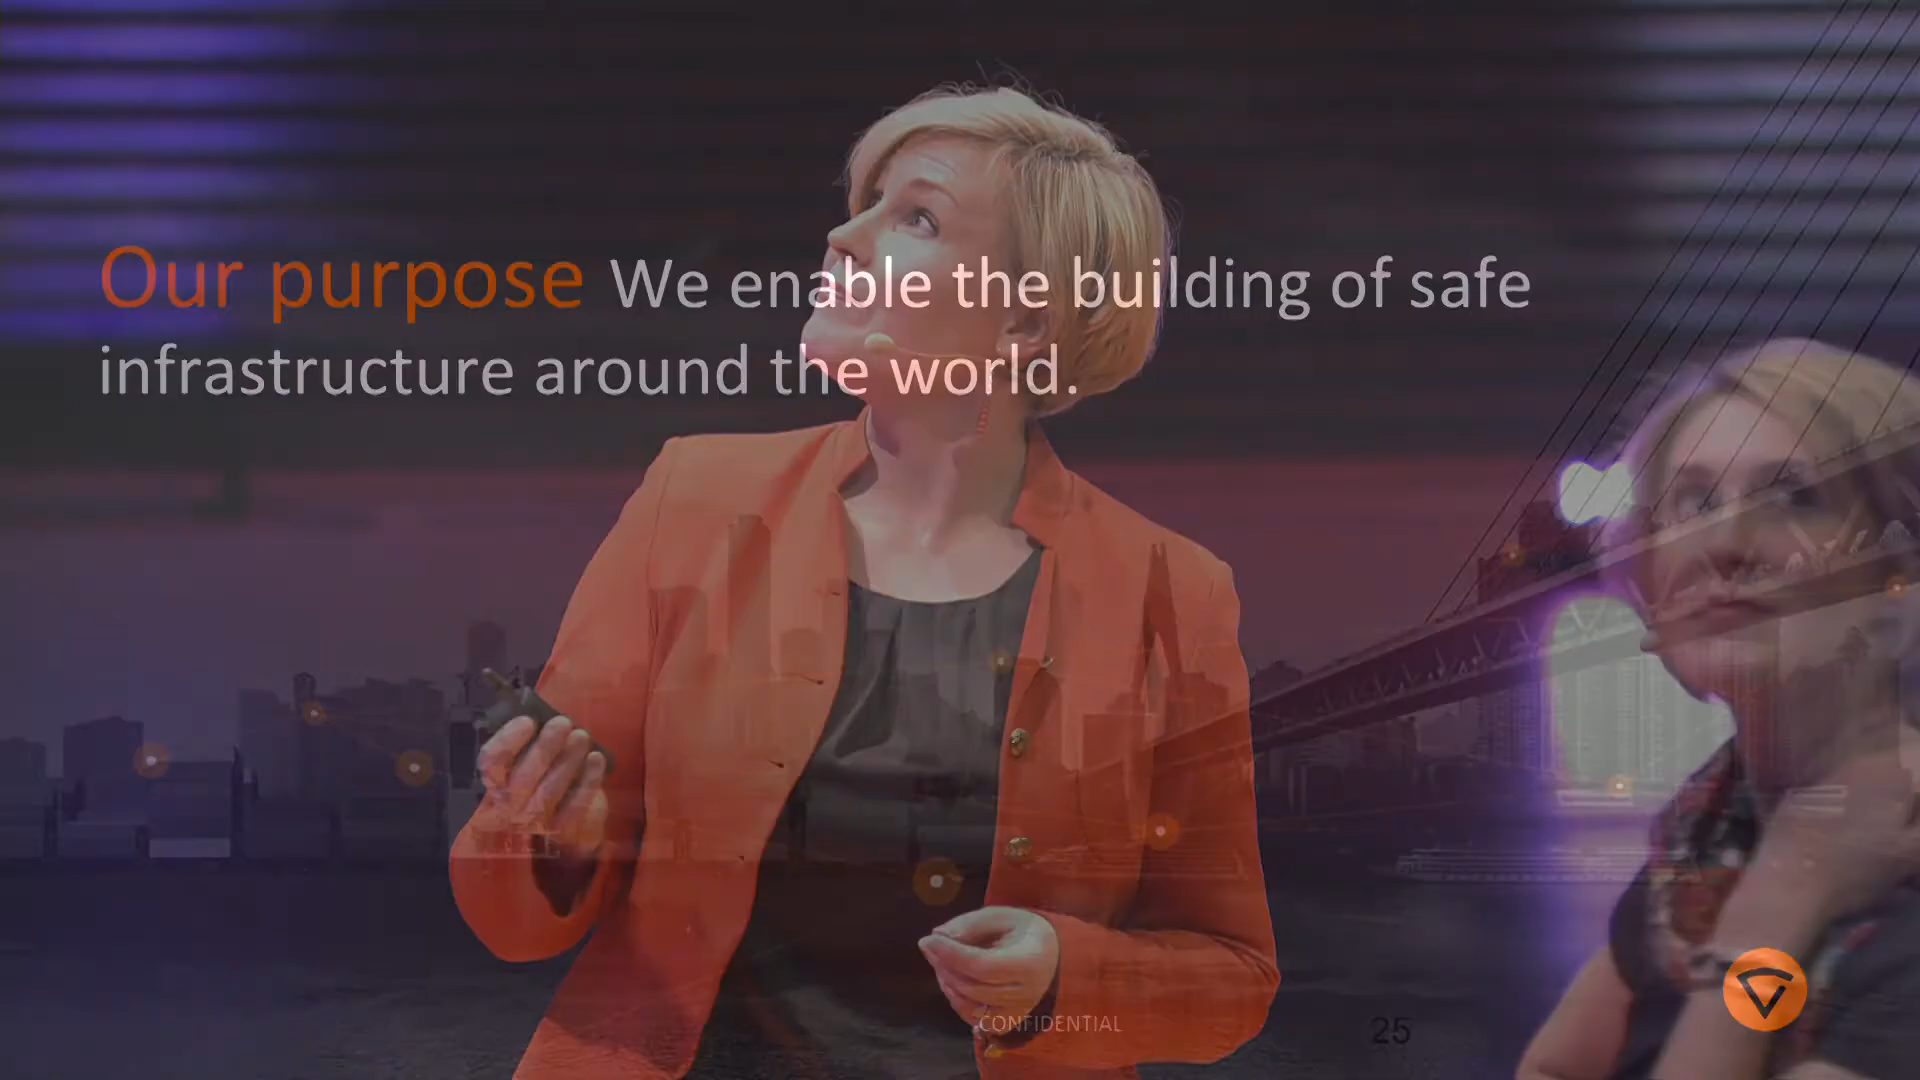 Our purpose We enable the building of safe
infrastructure around the world.
CONFIDENTIAL
25